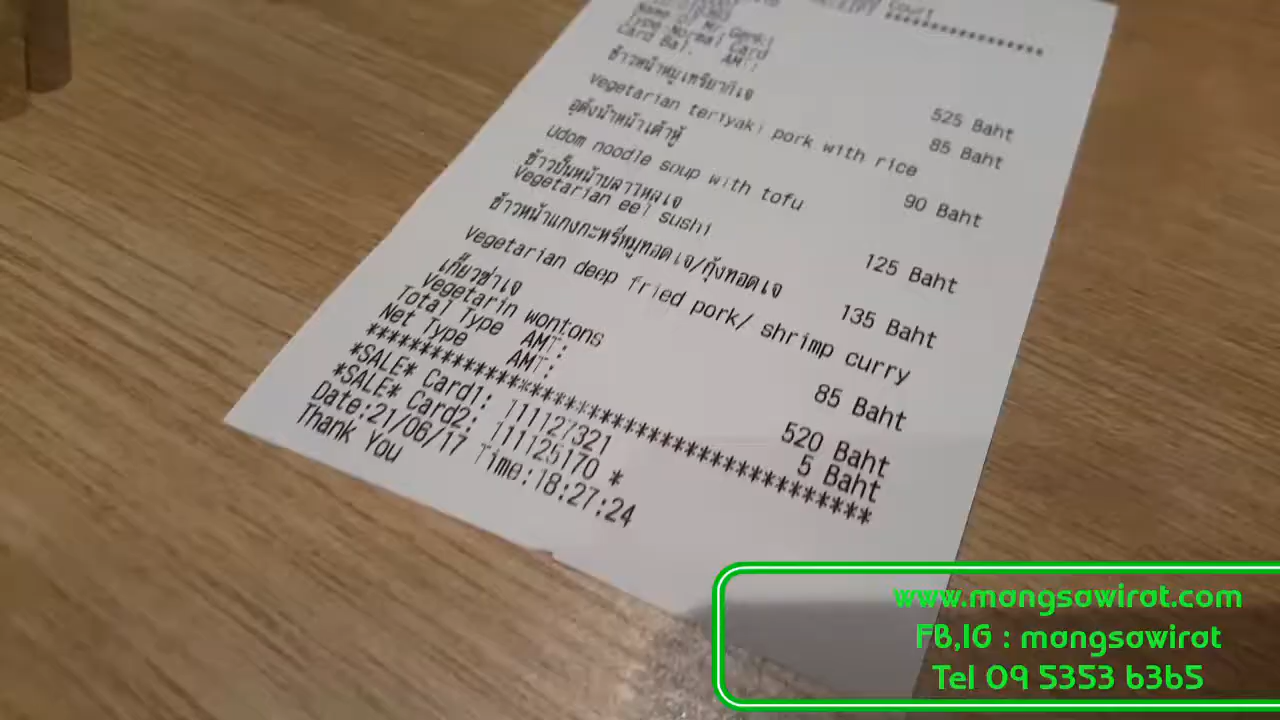 Court
RECEIPT ******************
Type Normal Card
Card Bal. AMT: 525 Baht
ข้าวหน้าหมูเทริยากิเจ 85 Baht
Vegetarian teriyaki pork with rice
อูด้งน้ำหน้าเต้าหู้ 90 Baht
Udom noodle soup with tofu
ข้าวปั้นหน้าปลาไหลเจ 125 Baht
Vegetarian eel sushi
ข้าวหน้าแกงกะหรี่หมูทอดเจ/กุ้งทอดเจ 135 Baht
Vegetarian deep fried pork/ shrimp curry
เกี๊ยวซ่าเจ 85 Baht
Vegetarin wontons
Total Type AMT: 520 Baht
Net Type AMT: 5 Baht
****************************************
*SALE* Card1: 111127321
*SALE* Card2: 111125170 *
Date:21/06/17 Time:18:27:24
Thank You
www.mangsawirat.com
FB,IG : mangsawirat
Tel 09 5353 6365